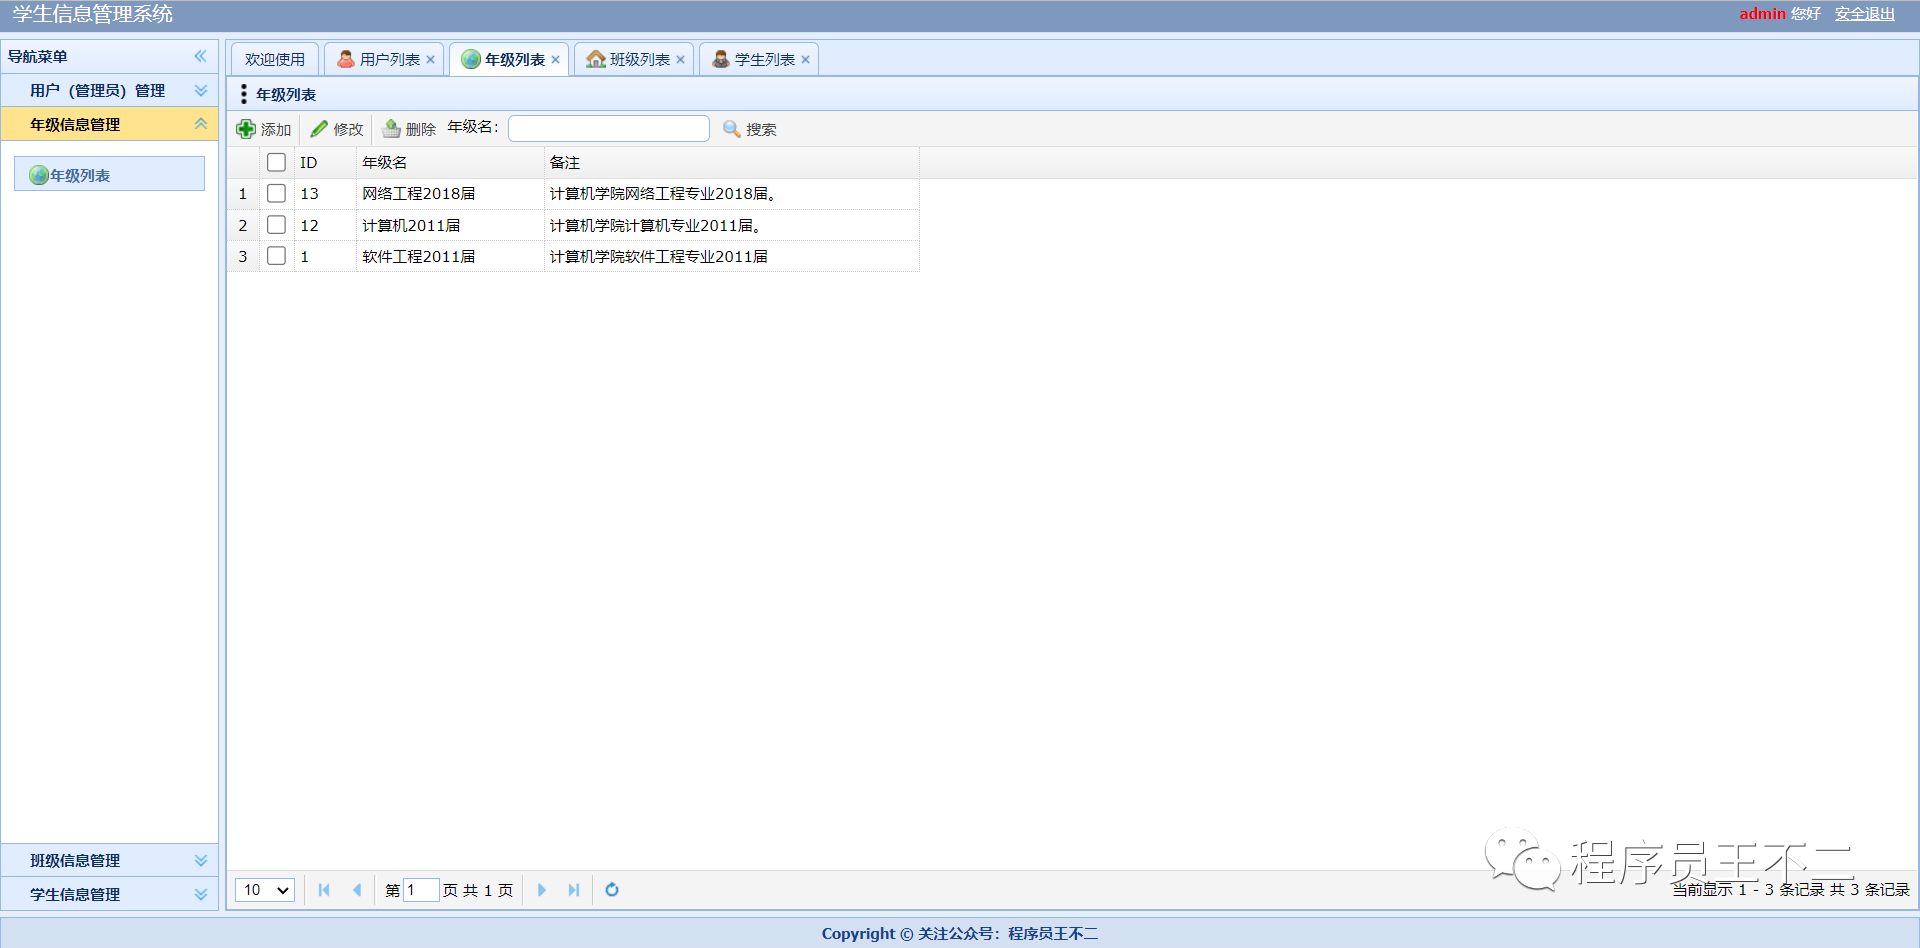 学生信息管理系统
admin 您好 安全退出
导航菜单
用户（管理员）管理
年级信息管理
年级列表
班级信息管理
学生信息管理
欢迎使用 用户列表 年级列表 班级列表 学生列表
年级列表
添加 修改 删除 年级名： 搜索
ID 年级名 备注
1 13 网络工程2018届 计算机学院网络工程专业2018届。
2 12 计算机2011届 计算机学院计算机专业2011届。
3 1 软件工程2011届 计算机学院软件工程专业2011届
程序员王不二
10 第 1 页 共 1 页 当前显示 1 - 3 条记录 共 3 条记录
Copyright © 关注公众号：程序员王不二